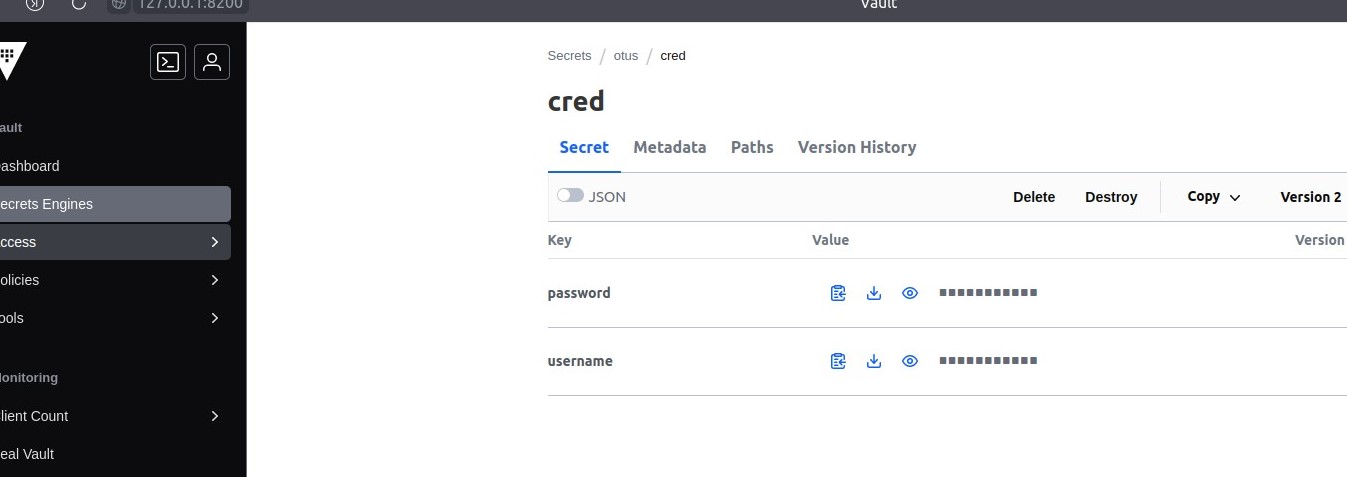 127.0.0.1:8200
Vault
ault
ashboard
ecrets Engines
ccess
olicies
ools
onitoring
lient Count
eal Vault
Secrets / otus / cred
cred
Secret Metadata Paths Version History
JSON Delete Destroy Copy Version 2
Key Value Version
password
username